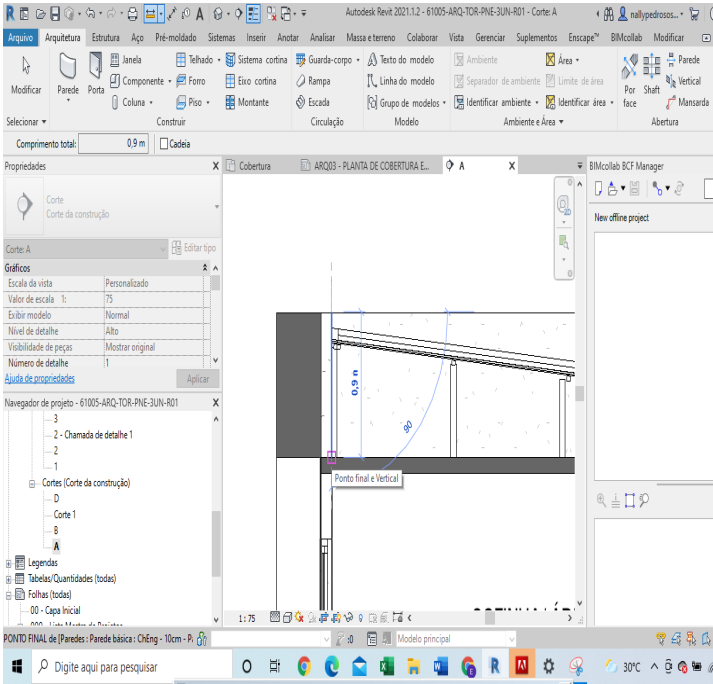 Autodesk Revit 2021.1.2 - 61005-ARQ-TOR-PNE-3UN-R01 - Corte: A
nallypedrosos...
Arquivo Arquitetura Estrutura Aço Pré-moldado Sistemas Inserir Anotar Analisar Massa e terreno Colaborar Vista Gerenciar Suplementos Enscape™ BIMcollab Modificar
Modificar
Parede
Porta
Janela
Componente
Coluna
Telhado
Forro
Piso
Sistema cortina
Eixo cortina
Montante
Guarda-corpo
Rampa
Escada
Texto do modelo
Linha do modelo
Grupo de modelos
Ambiente
Separador de ambiente
Identificar ambiente
Área
Limite de área
Identificar área
Por face
Shaft
Parede
Vertical
Mansarda
Selecionar Construir Circulação Modelo Ambiente e Área Abertura
Comprimento total: 0,9 m Cadeia
Propriedades X
Cobertura ARQ03 - PLANTA DE COBERTURA E... A X
BIMcollab BCF Manager
New offline project
Corte
Corte da construção
Corte: A Editar tipo
Gráficos
Escala da vista Personalizado
Valor de escala 1: 75
Exibir modelo Normal
Nível de detalhe Alto
Visibilidade de peças Mostrar original
Número de detalhe 1
Ajuda de propriedades Aplicar
Navegador de projeto - 61005-ARQ-TOR-PNE-3UN-R01 X
3
2 - Chamada de detalhe 1
2
1
Cortes (Corte da construção)
D
Corte 1
B
A
Legendas
Tabelas/Quantidades (todas)
Folhas (todas)
00 - Capa Inicial
0,9 m
90
Ponto final e Vertical
2D
1 : 75
PONTO FINAL de [Paredes : Parede básica : ChEng - 10cm - P:
:0
Modelo principal
Digite aqui para pesquisar
30°C